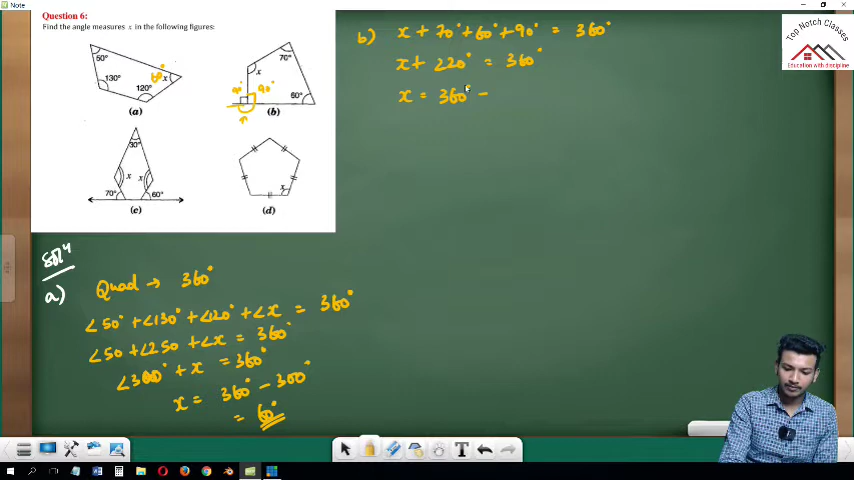 Note
Question 6:
Find the angle measures x in the following figures:
50°
130°
120°
60°
x
(a)
70°
x
90°
90°
60°
(b)
30°
x
x
70°
60°
(c)
x
(d)
b) x + 70° + 60° + 90° = 360°
x + 220° = 360°
x = 360° -
Top Notch Classes
Education with discipline
Solⁿ
a) Quad → 360°
∠50° + ∠130° + ∠120° + ∠x = 360°
∠50 + ∠250 + ∠x = 360°
∠300° + x = 360°
x = 360° - 300°
= 60°